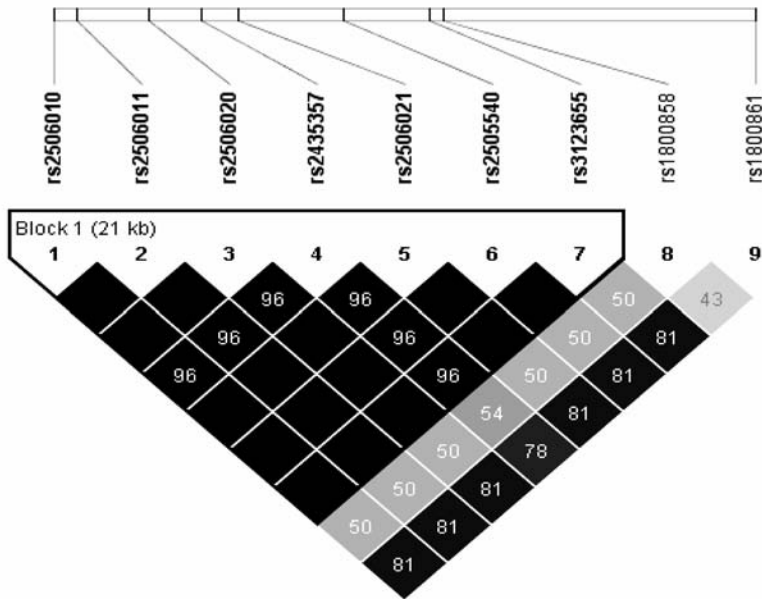 rs2506010
rs2506011
rs2506020
rs2435357
rs2506021
rs2505540
rs3123655
rs1800858
rs1800861
Block 1 (21 kb)
1 2 3 4 5 6 7 8 9
96 96 50 43
96 96 50 81
96 96 50 81
54 81
50 78
50 81
50 81
81